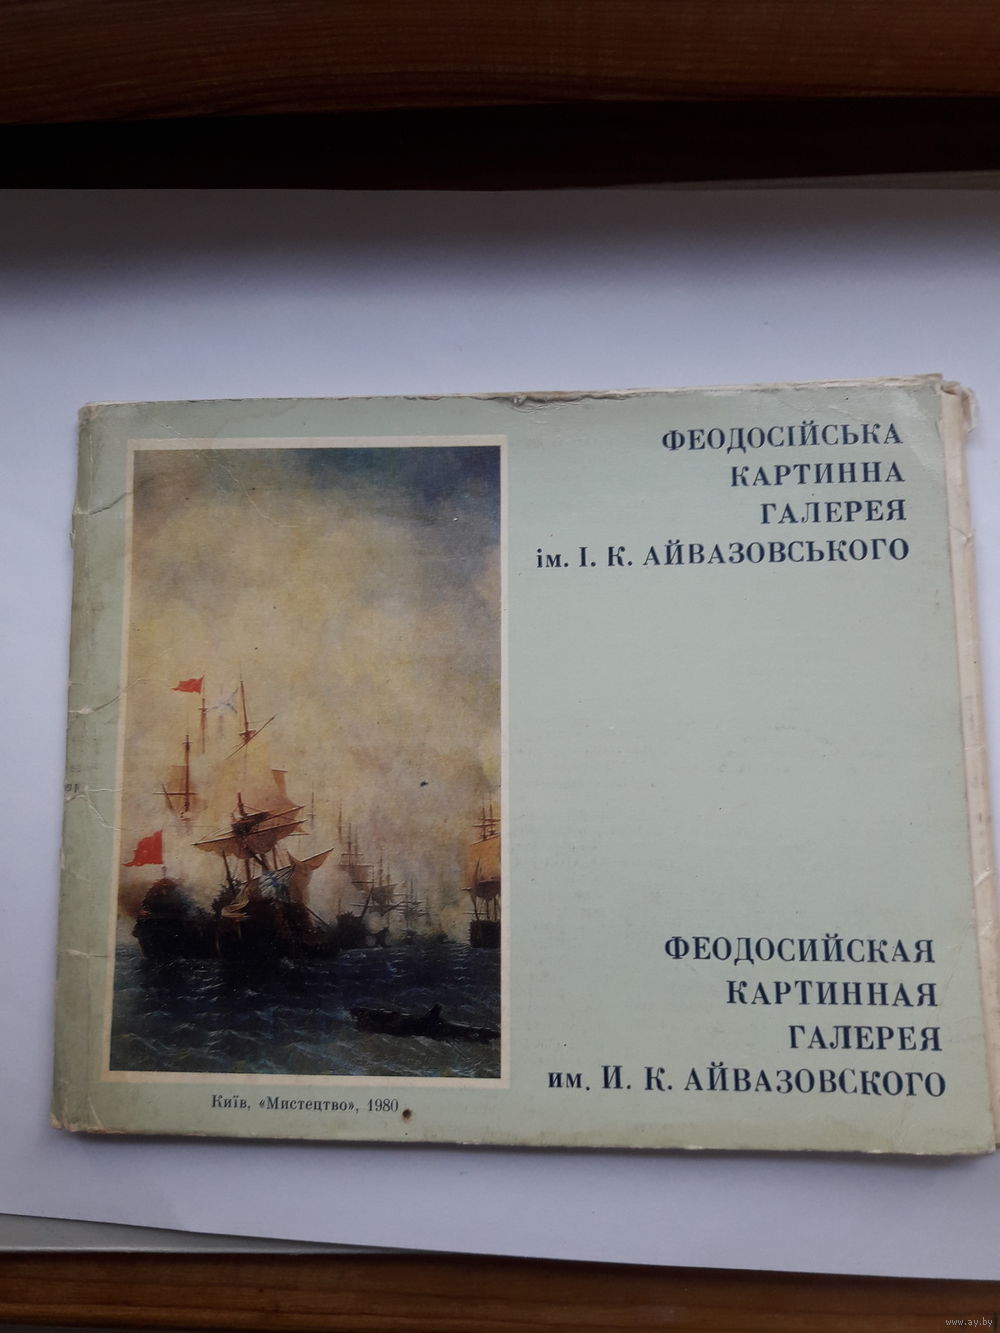 ФЕОДОСІЙСЬКА
КАРТИННА
ГАЛЕРЕЯ
ім. І. К. АЙВАЗОВСЬКОГО
ФЕОДОСИЙСКАЯ
КАРТИННАЯ
ГАЛЕРЕЯ
им. И. К. АЙВАЗОВСКОГО
Київ, «Мистецтво», 1980
www.ay.by